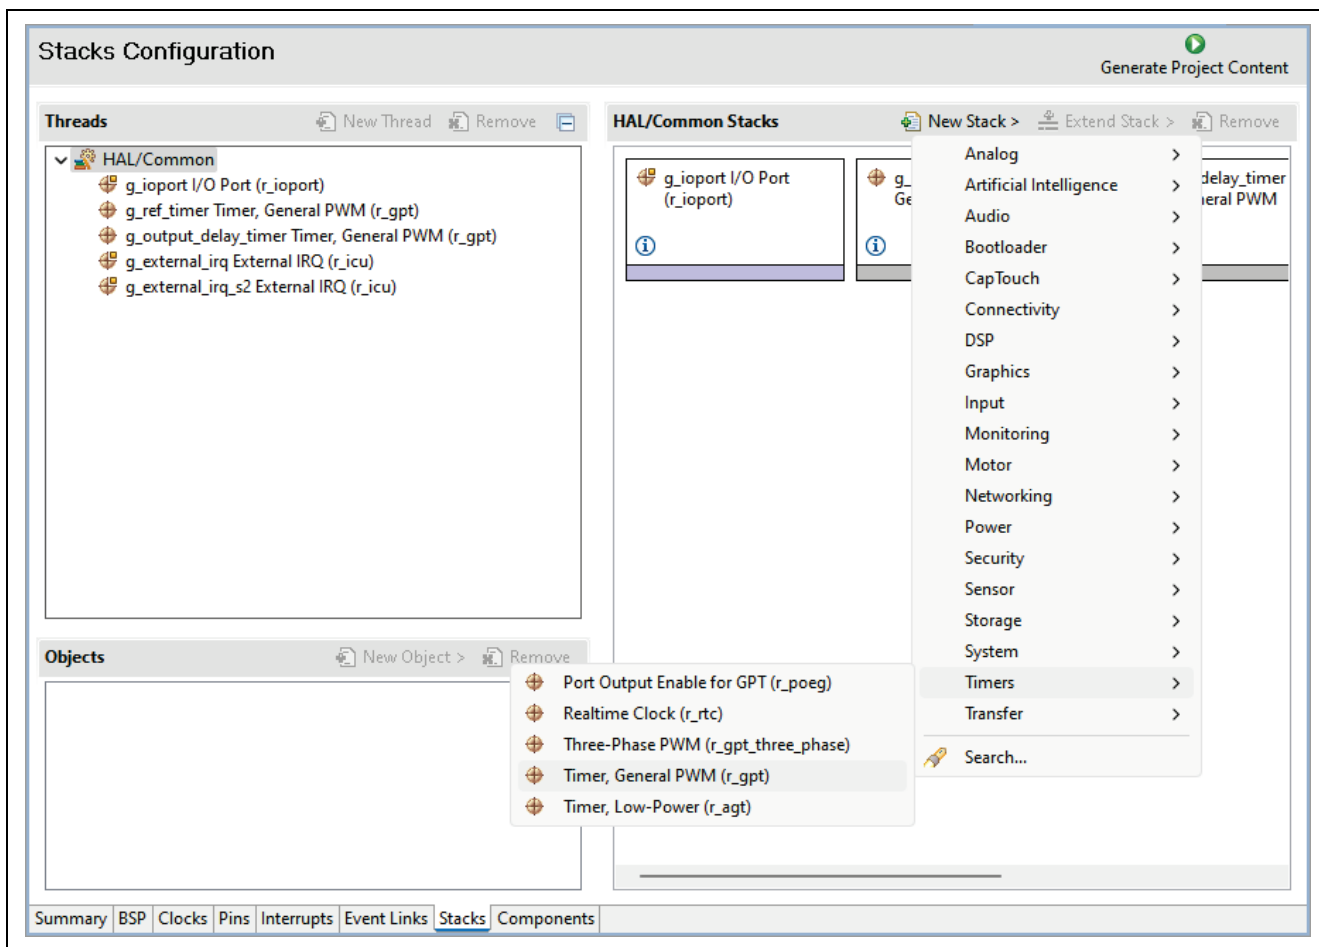 Stacks Configuration
Generate Project Content
Threads
New Thread
Remove
HAL/Common
g_ioport I/O Port (r_ioport)
g_ref_timer Timer, General PWM (r_gpt)
g_output_delay_timer Timer, General PWM (r_gpt)
g_external_irq External IRQ (r_icu)
g_external_irq_s2 External IRQ (r_icu)
Objects
New Object >
Remove
HAL/Common Stacks
New Stack >
Extend Stack >
Remove
g_ioport I/O Port
(r_ioport)
g_
Ge
delay_timer
eral PWM
Analog
Artificial Intelligence
Audio
Bootloader
CapTouch
Connectivity
DSP
Graphics
Input
Monitoring
Motor
Networking
Power
Security
Sensor
Storage
System
Timers
Transfer
Search...
Port Output Enable for GPT (r_poeg)
Realtime Clock (r_rtc)
Three-Phase PWM (r_gpt_three_phase)
Timer, General PWM (r_gpt)
Timer, Low-Power (r_agt)
Summary BSP Clocks Pins Interrupts Event Links Stacks Components